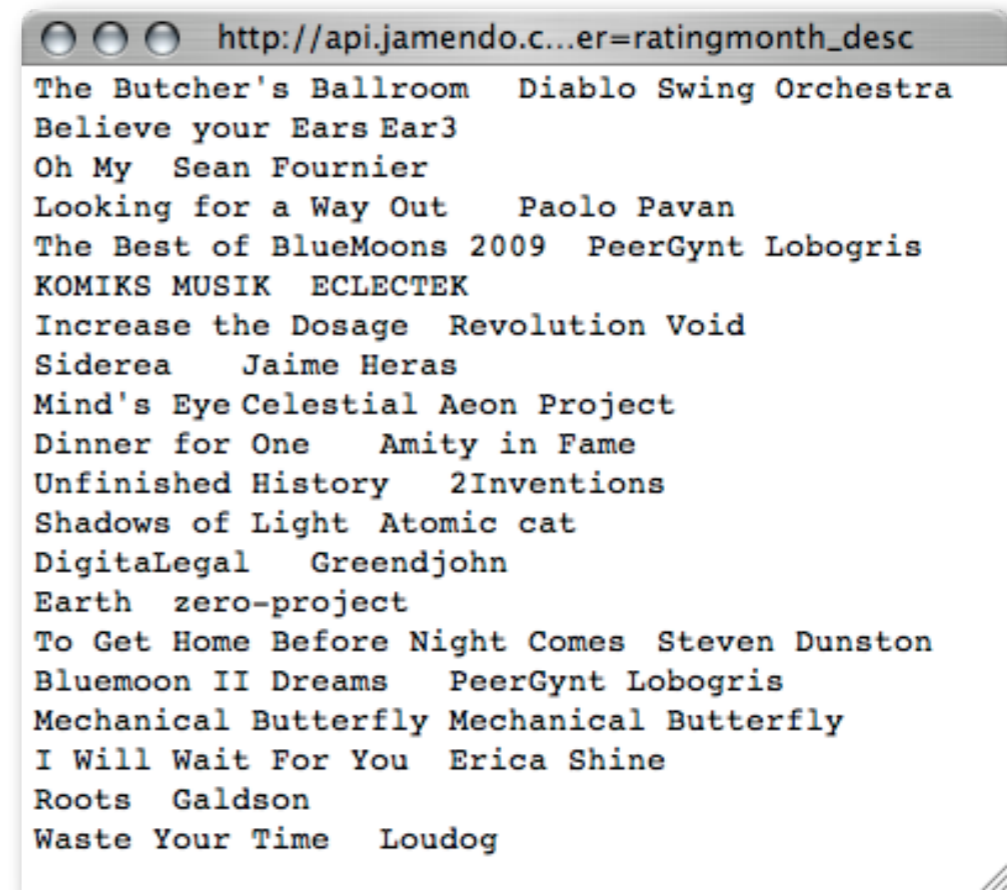 http://api.jamendo.c...er=ratingmonth_desc
The Butcher's Ballroom	Diablo Swing Orchestra
Believe your Ears	Ear3
Oh My	Sean Fournier
Looking for a Way Out	Paolo Pavan
The Best of BlueMoons 2009	PeerGynt Lobogris
KOMIKS MUSIK	ECLECTEK
Increase the Dosage	Revolution Void
Siderea	Jaime Heras
Mind's Eye	Celestial Aeon Project
Dinner for One	Amity in Fame
Unfinished History	2Inventions
Shadows of Light	Atomic cat
DigitaLegal	Greendjohn
Earth	zero-project
To Get Home Before Night Comes	Steven Dunston
Bluemoon II Dreams	PeerGynt Lobogris
Mechanical Butterfly	Mechanical Butterfly
I Will Wait For You	Erica Shine
Roots	Galdson
Waste Your Time	Loudog